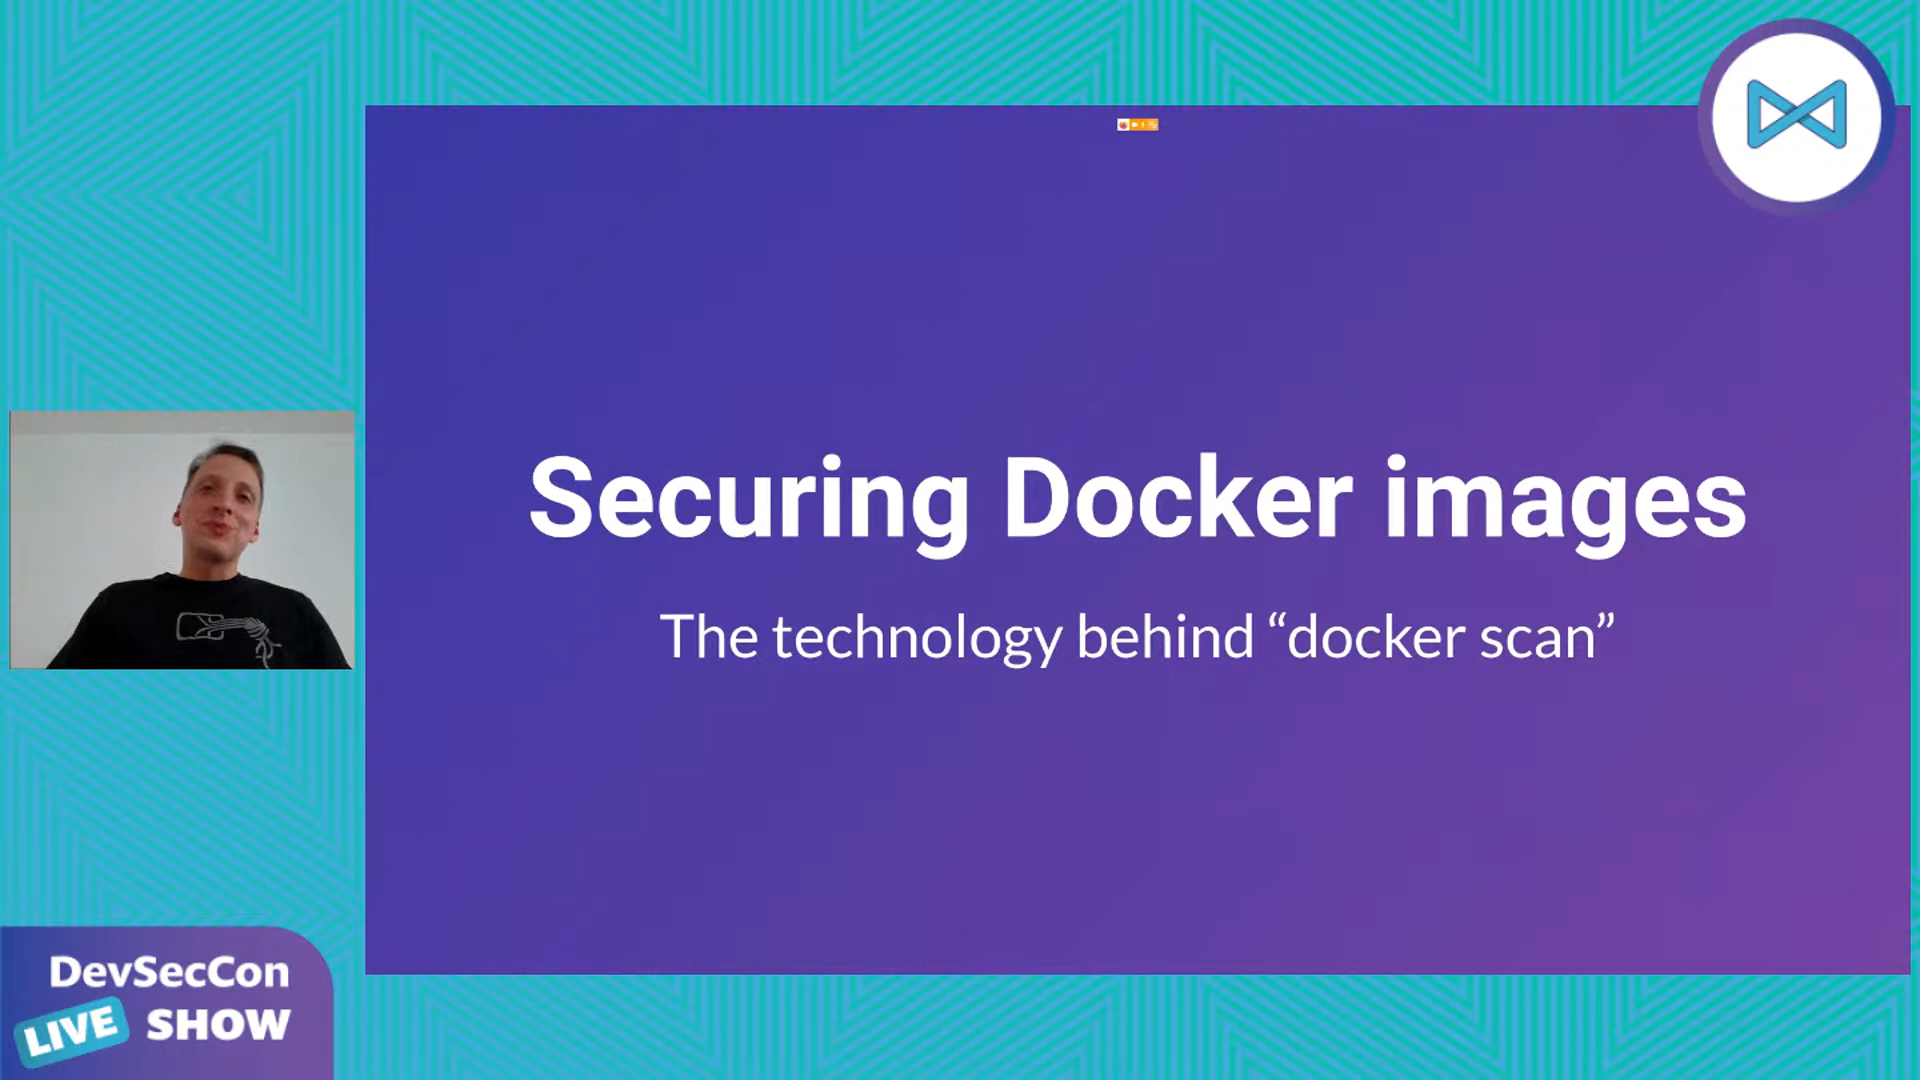 Securing Docker images
The technology behind “docker scan”
DevSecCon
LIVE SHOW